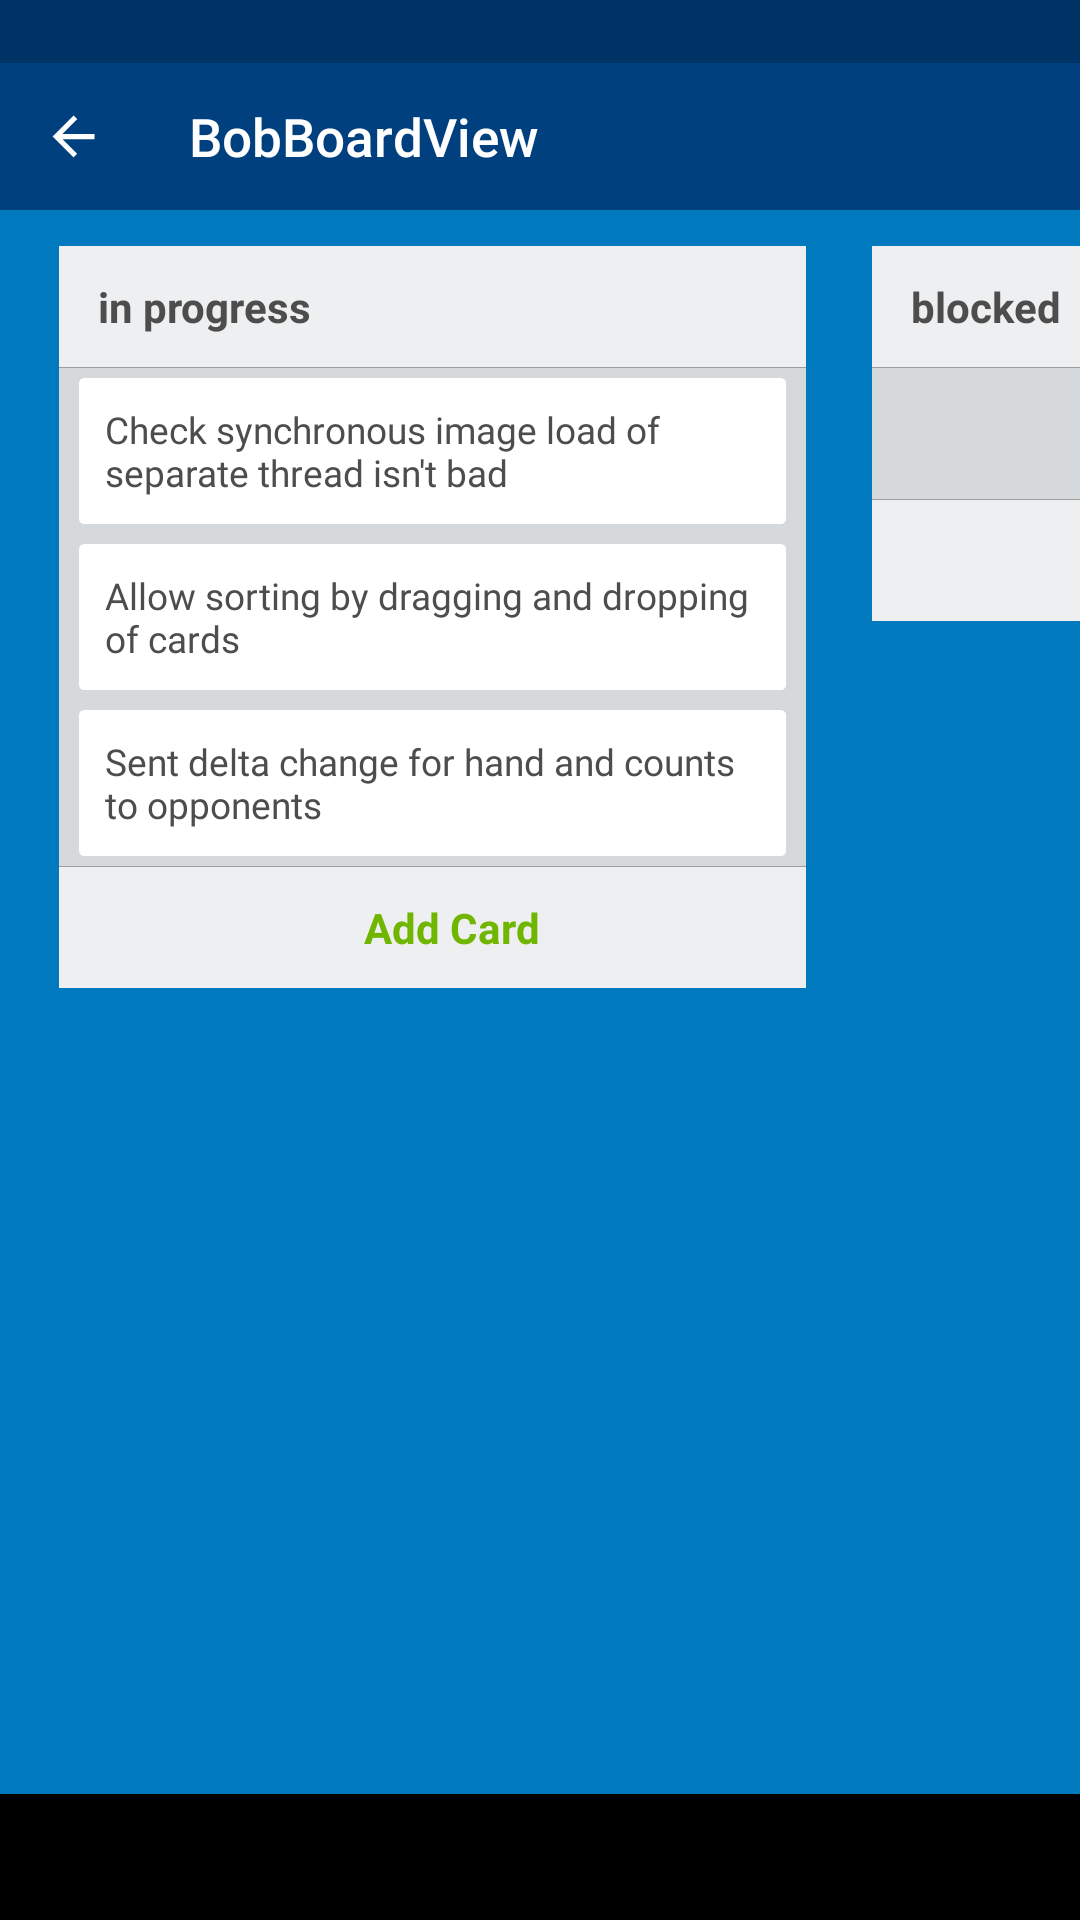 BobBoardView
in progress
Check synchronous image load of
separate thread isn't bad
Allow sorting by dragging and dropping
of cards
Sent delta change for hand and counts
to opponents
Add Card
blocked